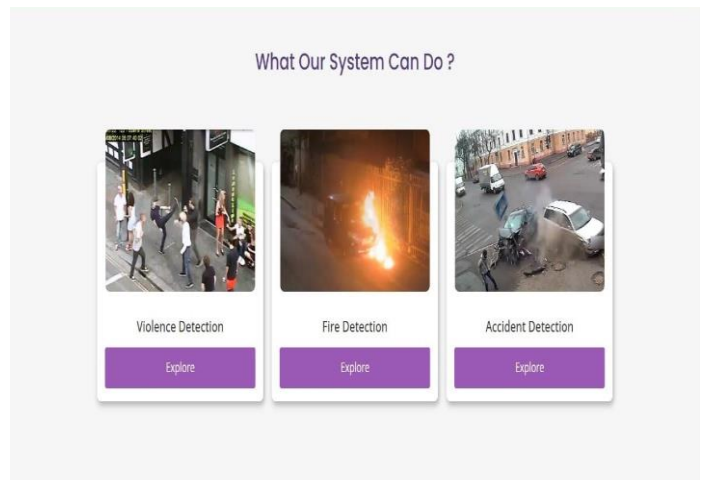 What Our System Can Do ?
Violence Detection
Fire Detection
Accident Detection
Explore
Explore
Explore